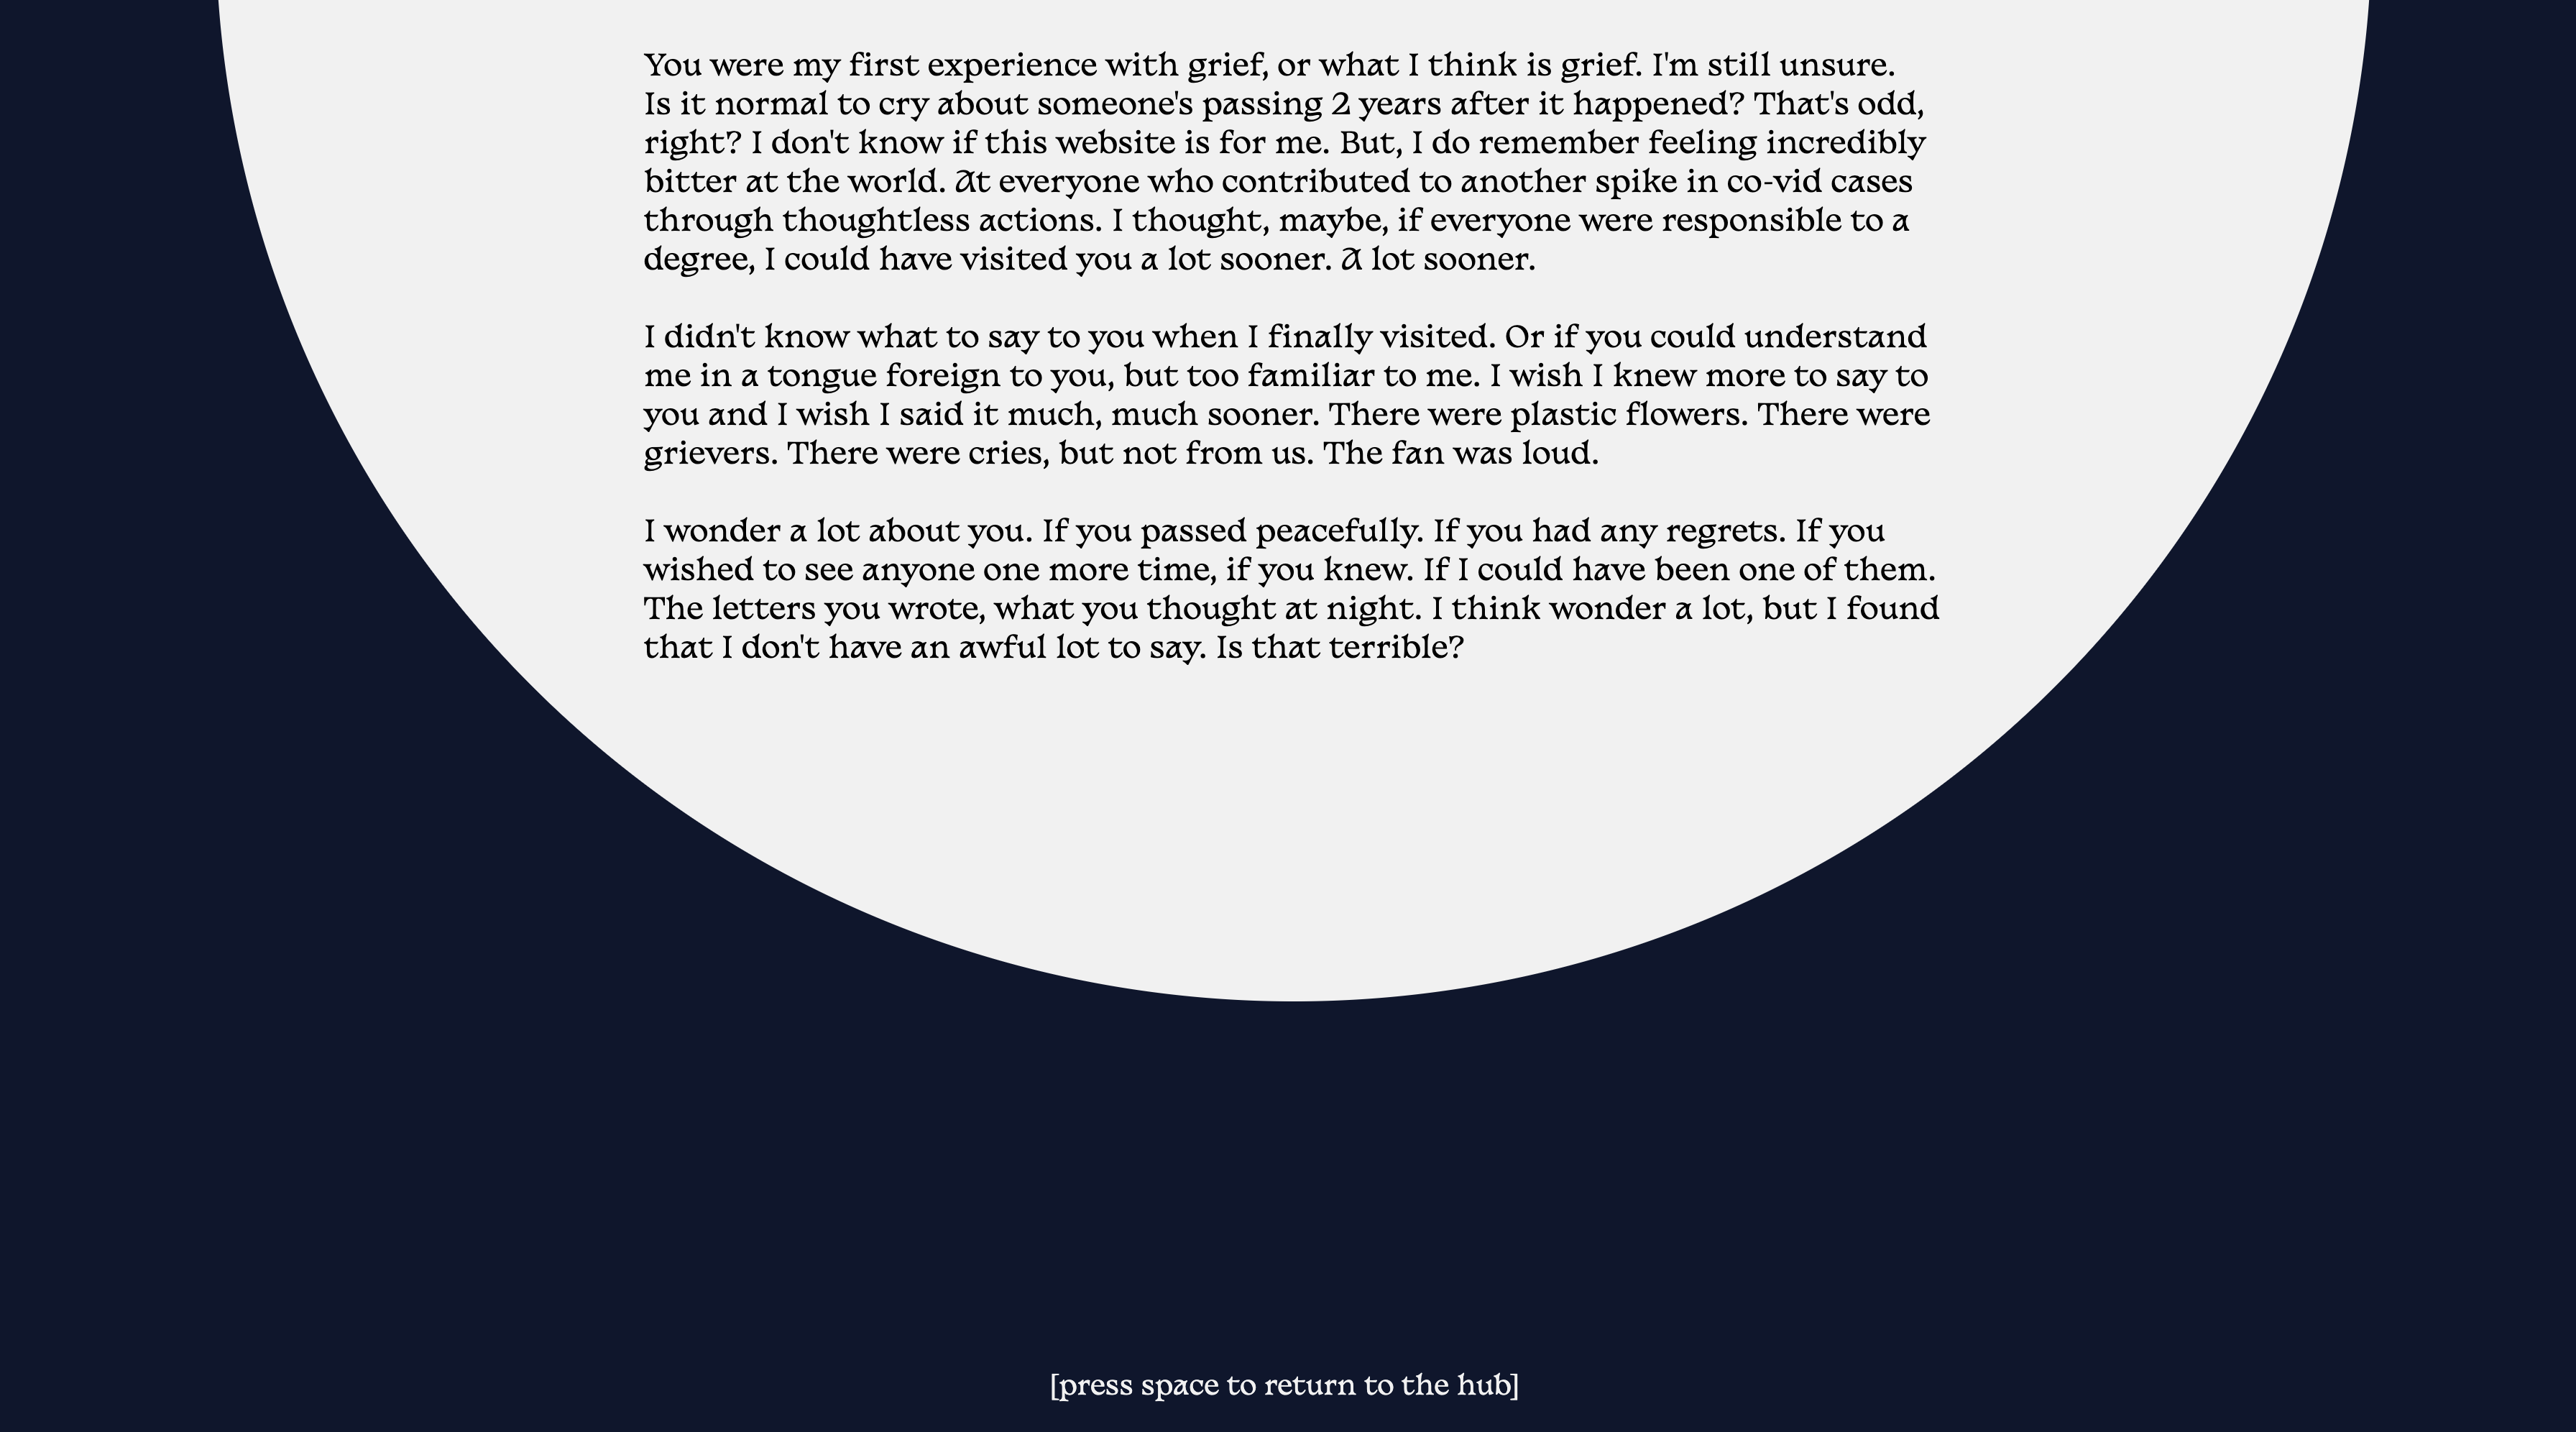 You were my first experience with grief, or what I think is grief. I'm still unsure.
Is it normal to cry about someone's passing 2 years after it happened? That's odd,
right? I don't know if this website is for me. But, I do remember feeling incredibly
bitter at the world. At everyone who contributed to another spike in co-vid cases
through thoughtless actions. I thought, maybe, if everyone were responsible to a
degree, I could have visited you a lot sooner. A lot sooner.
I didn't know what to say to you when I finally visited. Or if you could understand
me in a tongue foreign to you, but too familiar to me. I wish I knew more to say to
you and I wish I said it much, much sooner. There were plastic flowers. There were
grievers. There were cries, but not from us. The fan was loud.
I wonder a lot about you. If you passed peacefully. If you had any regrets. If you
wished to see anyone one more time, if you knew. If I could have been one of them.
The letters you wrote, what you thought at night. I think wonder a lot, but I found
that I don't have an awful lot to say. Is that terrible?
[press space to return to the hub]